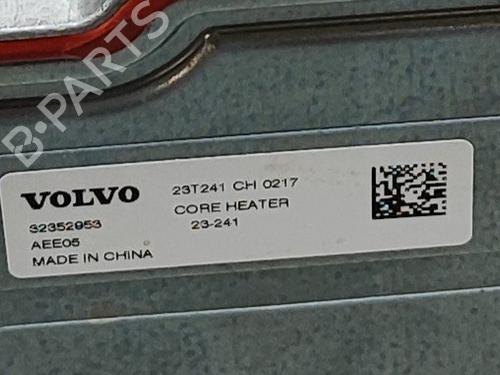 B-PARTS
VOLVO
32352953
AEE05
MADE IN CHINA
23T241 CH 0217
CORE HEATER
23-241